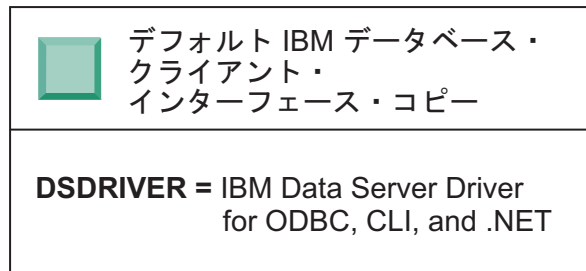 デフォルト IBM データベース・
クライアント・
インターフェース・コピー
DSDRIVER = IBM Data Server Driver
for ODBC, CLI, and .NET